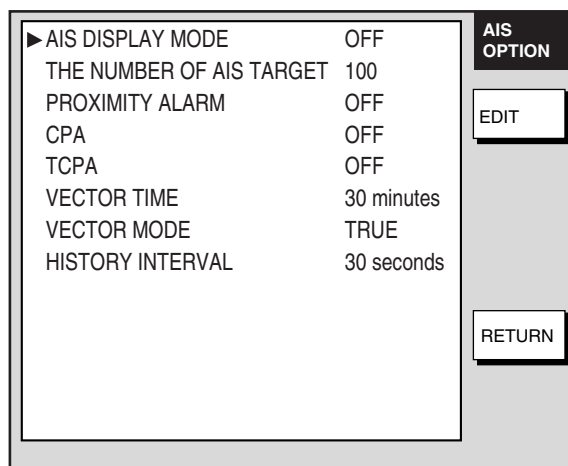 ▶AIS DISPLAY MODE OFF
THE NUMBER OF AIS TARGET 100
PROXIMITY ALARM OFF
CPA OFF
TCPA OFF
VECTOR TIME 30 minutes
VECTOR MODE TRUE
HISTORY INTERVAL 30 seconds
AIS
OPTION
EDIT
RETURN